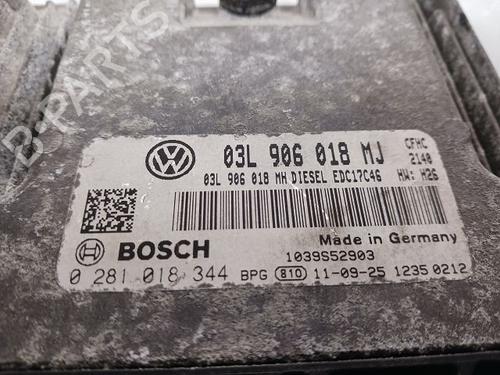 B-PARTS
03L 906 018 MJ
CFHC
2140
03L 906 018 MH DIESEL EDC17C46
HW: H26
Made in Germany
BOSCH
1039S52903
0 281 018 344 BPG 810 11-09-25 1235 0212